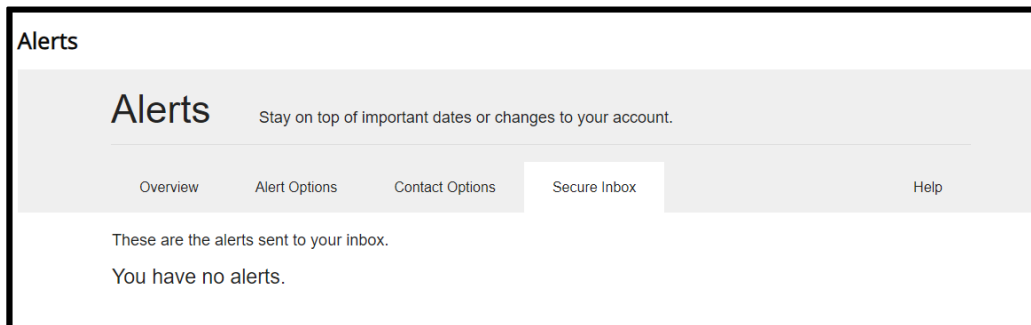 Alerts
Alerts Stay on top of important dates or changes to your account.
Overview Alert Options Contact Options Secure Inbox Help
These are the alerts sent to your inbox.
You have no alerts.